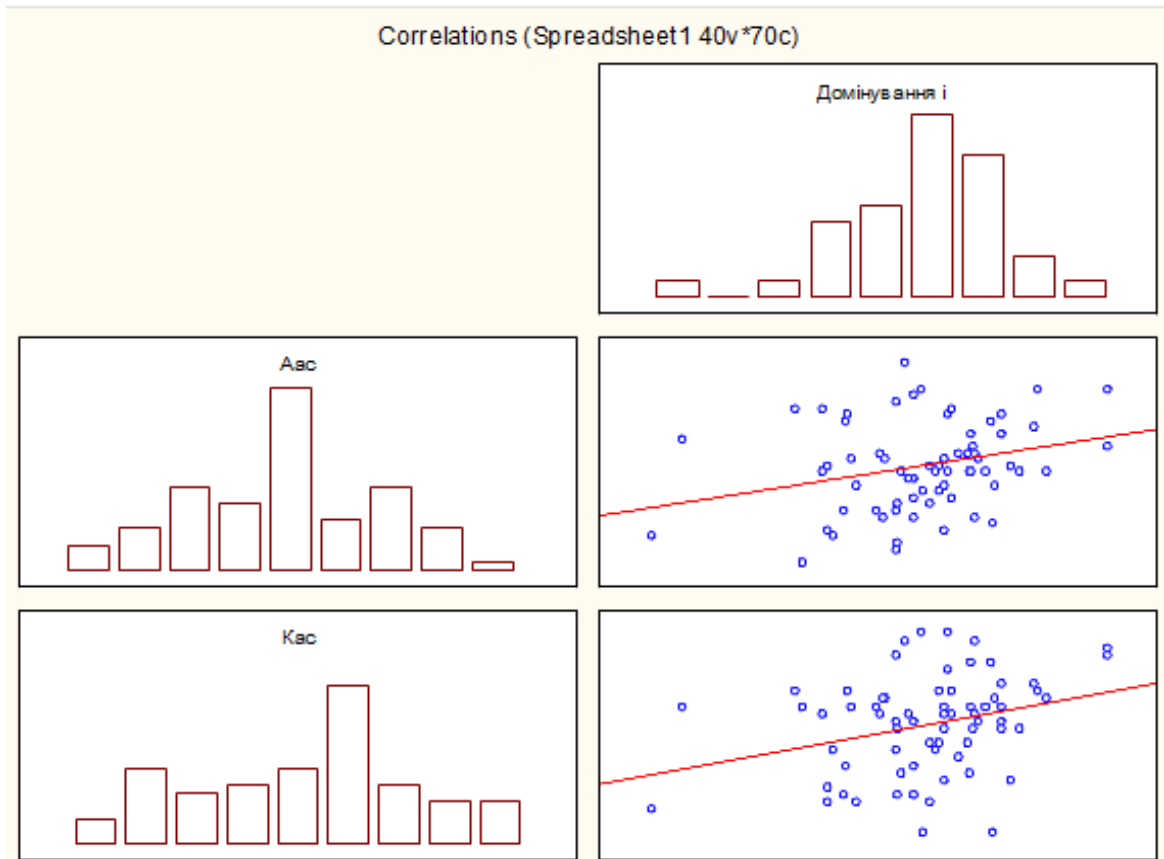 Correlations (Spreadsheet1 40v*70c)
Домінування і
Аас
Кас